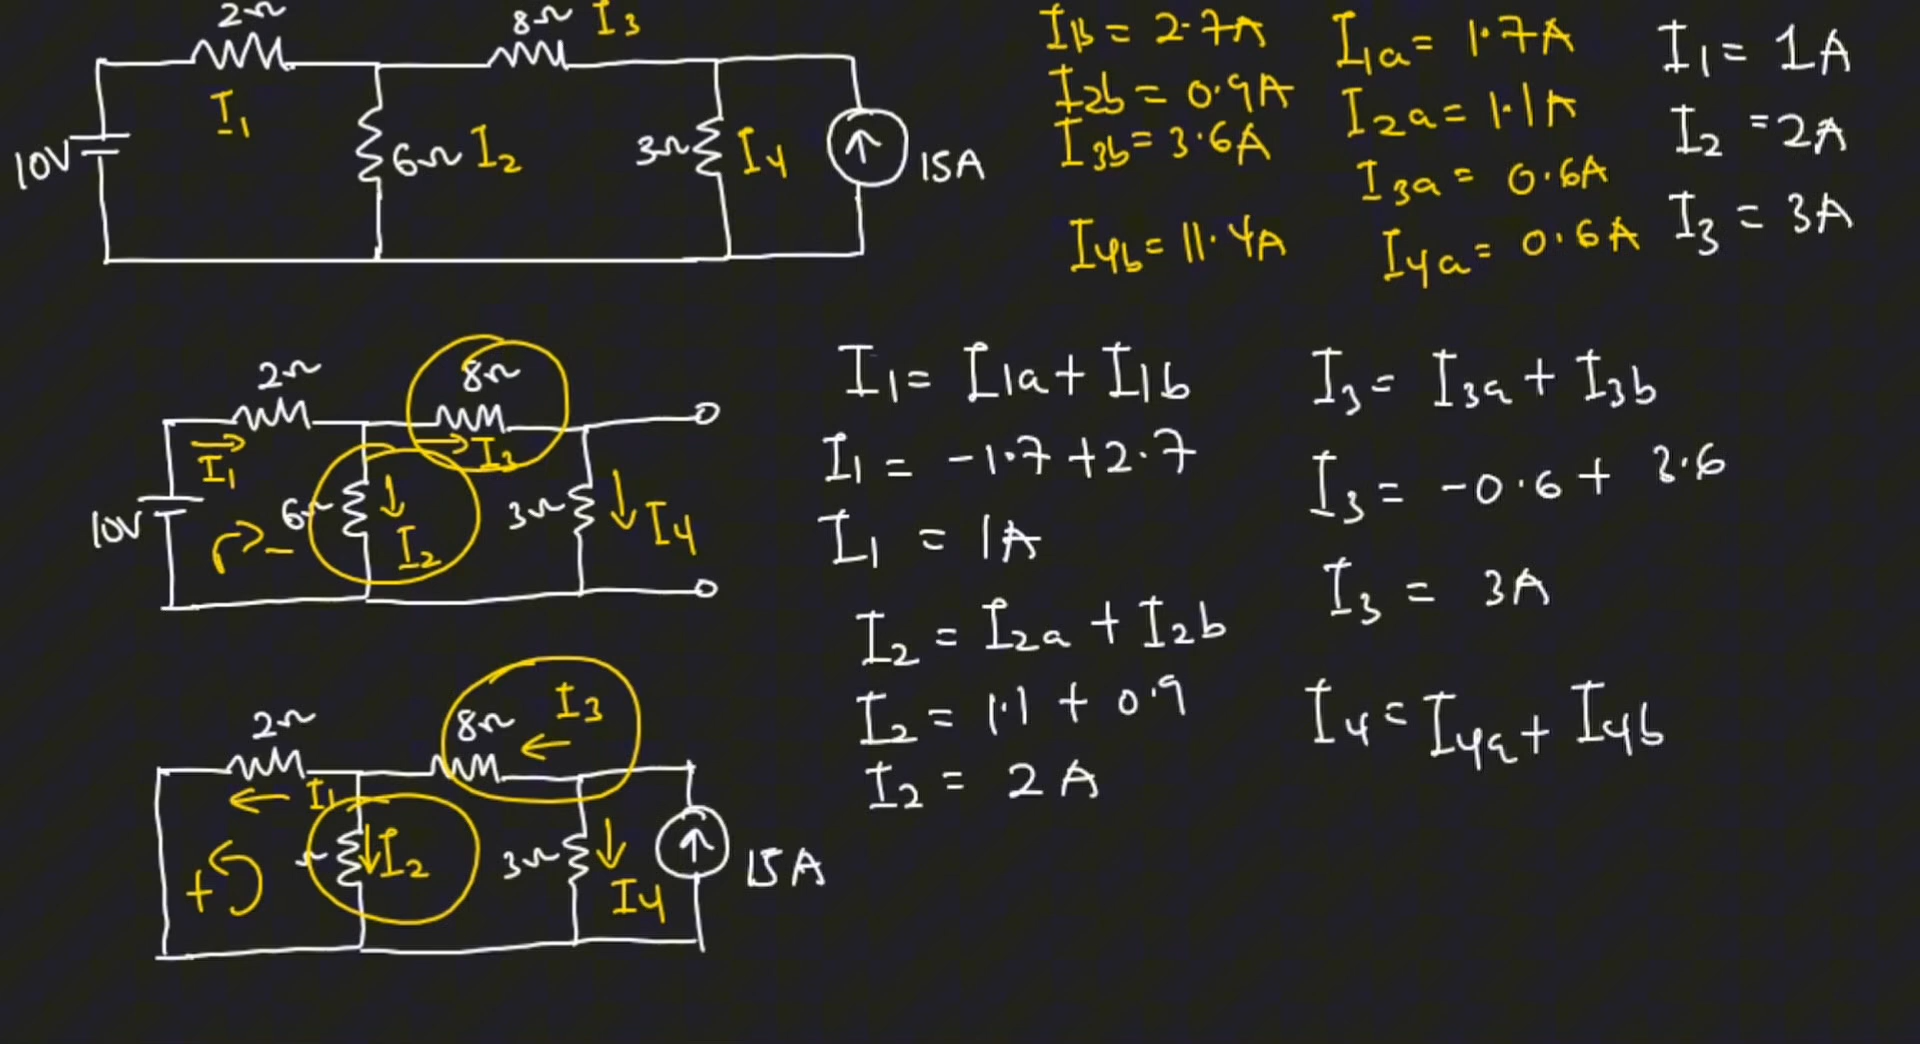 2Ω
8Ω I3
I1
10V
6Ω I2
3Ω I4
15A
I1b = 2.7A
I2b = 0.9A
I3b = 3.6A
I4b = 11.4A
I1a = 1.7A
I2a = 1.1A
I3a = 0.6A
I4a = 0.6A
I1 = 1A
I2 = 2A
I3 = 3A
2Ω
8Ω
I1
I3
10V
6Ω
-
I2
3Ω
I4
I1 = I1a + I1b
I1 = -1.7 + 2.7
I1 = 1A
I2 = I2a + I2b
I2 = 1.1 + 0.9
I2 = 2A
I3 = I3a + I3b
I3 = -0.6 + 3.6
I3 = 3A
I4 = I4a + I4b
2Ω
8Ω
I3
I1
+
I2
3Ω
I4
15A